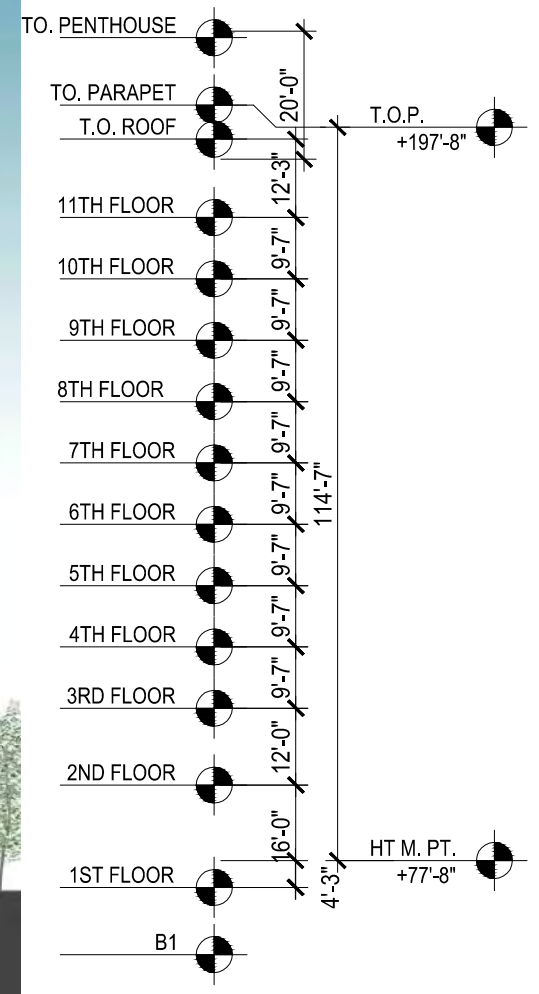 TO. PENTHOUSE
20'-0"
TO. PARAPET
T.O.P.
+197'-8"
T.O. ROOF
12'-3"
11TH FLOOR
9'-7"
10TH FLOOR
9'-7"
9TH FLOOR
9'-7"
8TH FLOOR
9'-7"
7TH FLOOR
9'-7"
114'-7"
6TH FLOOR
9'-7"
5TH FLOOR
9'-7"
4TH FLOOR
9'-7"
3RD FLOOR
12'-0"
2ND FLOOR
16'-0"
HT M. PT.
+77'-8"
1ST FLOOR
4'-3"
B1